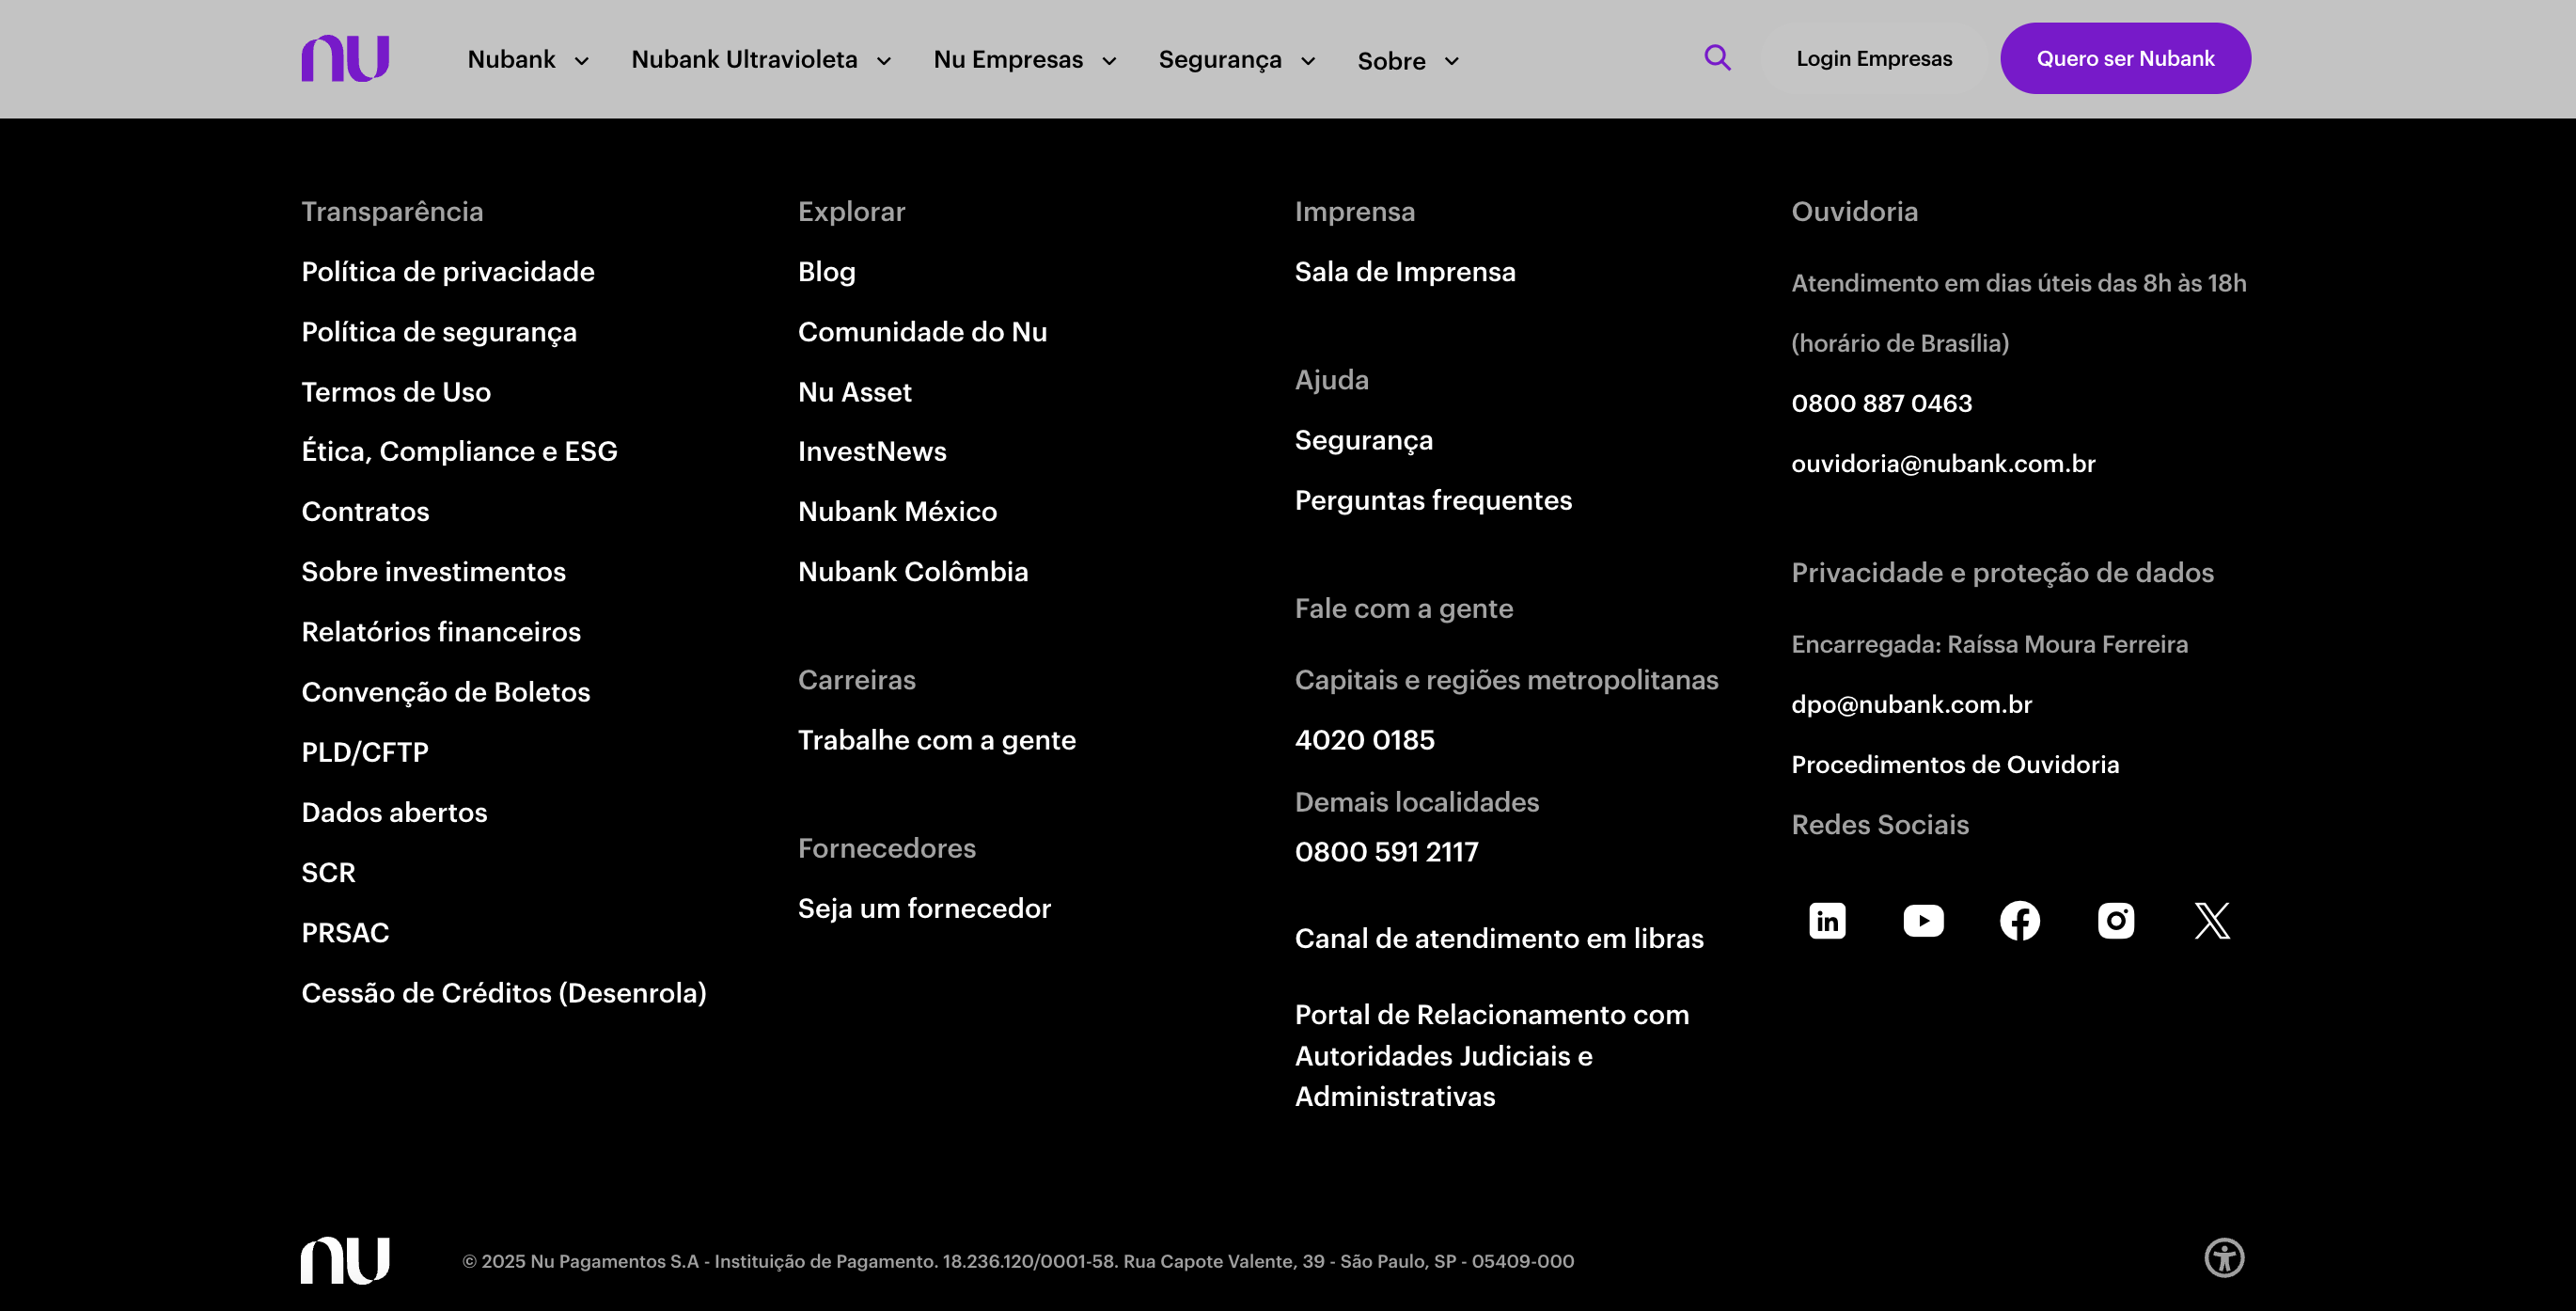 nu
Nubank
Nubank Ultravioleta
Nu Empresas
Segurança
Sobre
Login Empresas
Quero ser Nubank
Transparência
Política de privacidade
Política de segurança
Termos de Uso
Ética, Compliance e ESG
Contratos
Sobre investimentos
Relatórios financeiros
Convenção de Boletos
PLD/CFTP
Dados abertos
SCR
PRSAC
Cessão de Créditos (Desenrola)
Explorar
Blog
Comunidade do Nu
Nu Asset
InvestNews
Nubank México
Nubank Colômbia
Carreiras
Trabalhe com a gente
Fornecedores
Seja um fornecedor
Imprensa
Sala de Imprensa
Ajuda
Segurança
Perguntas frequentes
Fale com a gente
Capitais e regiões metropolitanas
4020 0185
Demais localidades
0800 591 2117
Canal de atendimento em libras
Portal de Relacionamento com
Autoridades Judiciais e
Administrativas
Ouvidoria
Atendimento em dias úteis das 8h às 18h
(horário de Brasília)
0800 887 0463
ouvidoria@nubank.com.br
Privacidade e proteção de dados
Encarregada: Raíssa Moura Ferreira
dpo@nubank.com.br
Procedimentos de Ouvidoria
Redes Sociais
in
nu
© 2025 Nu Pagamentos S.A - Instituição de Pagamento. 18.236.120/0001-58. Rua Capote Valente, 39 - São Paulo, SP - 05409-000